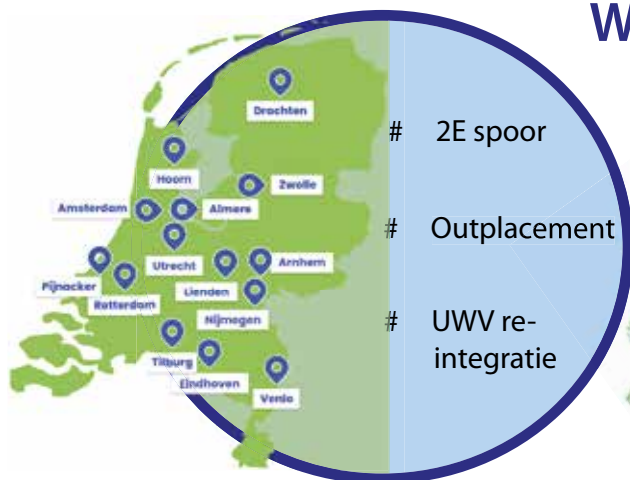 W
Drachten
# 2E spoor
Hoorn
Zwolle
Amsterdam
Almere
# Outplacement
Utrecht
Arnhem
Pijnacker
Rotterdam
Lienden
Nijmegen
# UWV re-
integratie
Tilburg
Eindhoven
Venlo